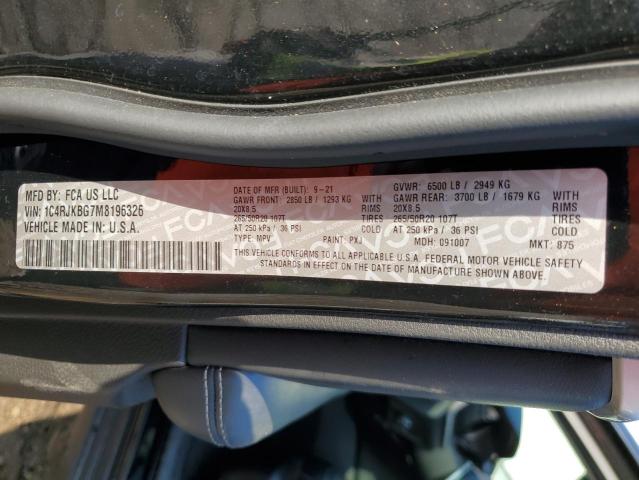 MFD BY: FCA US LLC
VIN: 1C4RJKBG7M8196326
VEHICLE MADE IN: U.S.A.
DATE OF MFR (BUILT): 9-21
GAWR FRONT: 2850 LB / 1293 KG
RIMS 20X8.5
TIRES 265/50R20 107T
COLD AT 250 kPa / 36 PSI
TYPE: MPV PAINT: PXJ
GVWR: 6500 LB / 2949 KG
GAWR REAR: 3700 LB / 1679 KG
20X8.5 WITH RIMS
265/50R20 107T TIRES
AT 250 kPa / 36 PSI COLD
MDH: 091007 MKT: 875
THIS VEHICLE CONFORMS TO ALL APPLICABLE U.S.A. FEDERAL MOTOR VEHICLE SAFETY
STANDARDS IN EFFECT ON THE DATE OF MANUFACTURE SHOWN ABOVE.